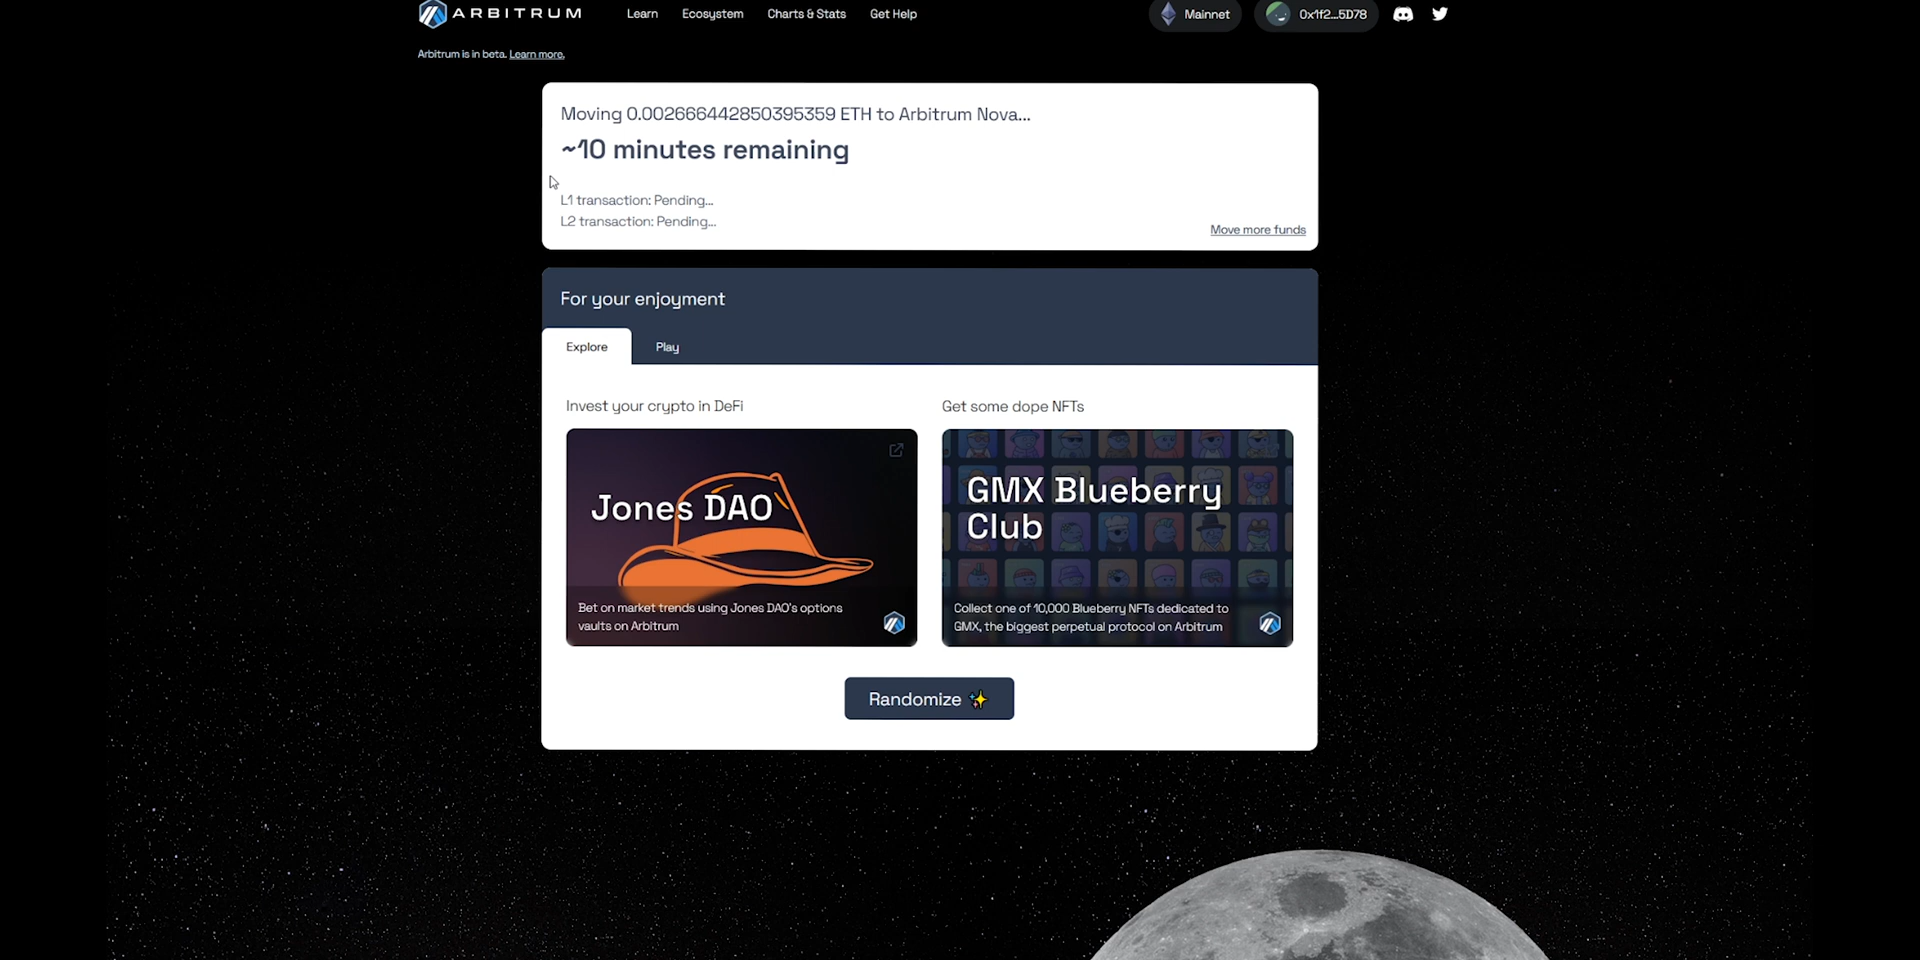 ARBITRUM
Learn
Ecosystem
Charts & Stats
Get Help
Mainnet
0x1f2...5D78
Arbitrum is in beta. Learn more.
Moving 0.002666442850395359 ETH to Arbitrum Nova...
~10 minutes remaining
L1 transaction: Pending...
L2 transaction: Pending...
Move more funds
For your enjoyment
Explore
Play
Invest your crypto in DeFi
Get some dope NFTs
Jones DAO
Bet on market trends using Jones DAO's options
vaults on Arbitrum
GMX Blueberry
Club
Collect one of 10,000 Blueberry NFTs dedicated to
GMX, the biggest perpetual protocol on Arbitrum
Randomize ✨